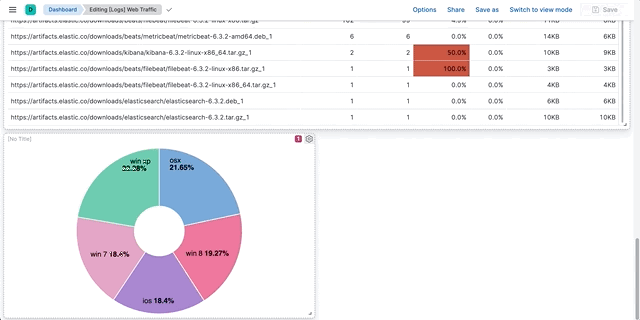 D Dashboard Editing [Logs] Web Traffic Options Share Save as Switch to view mode Save
https://artifacts.elastic.co/downloads/beats/metricbeat/metricbeat-6.3.2-amd64.deb_1 6 6 0.0% 0.0% 14KB 6KB
https://artifacts.elastic.co/downloads/kibana/kibana-6.3.2-linux-x86_64.tar.gz_1 2 2 50.0% 0.0% 10KB 9KB
https://artifacts.elastic.co/downloads/beats/filebeat/filebeat-6.3.2-linux-x86.tar.gz_1 1 1 100.0% 0.0% 3KB 3KB
https://artifacts.elastic.co/downloads/beats/filebeat/filebeat-6.3.2-linux-x86_64.tar.gz_1 1 1 0.0% 0.0% 4KB 4KB
https://artifacts.elastic.co/downloads/elasticsearch/elasticsearch-6.3.2.deb_1 1 1 0.0% 0.0% 6KB 6KB
https://artifacts.elastic.co/downloads/elasticsearch/elasticsearch-6.3.2.tar.gz_1 1 1 0.0% 0.0% 10KB 10KB
[No Title] 1
win xp
osx
21.65%
win 7 18.6%
win 8 19.27%
ios 18.4%